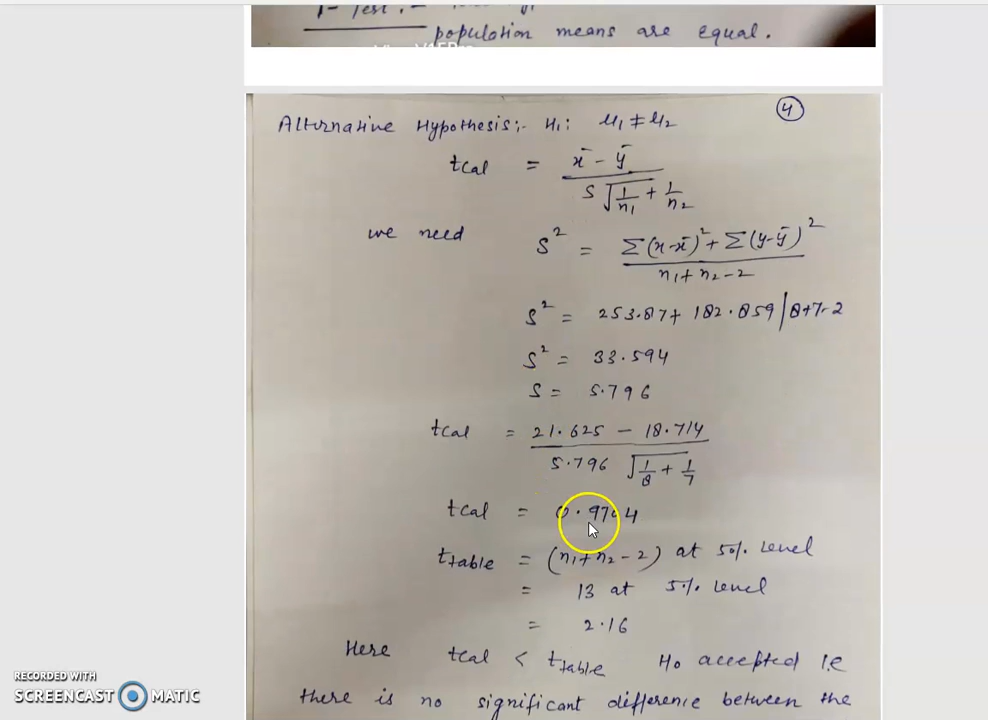 T- Test :-
population means are equal.
4
Alternative Hypothesis:- H₁: μ₁ ≠ μ₂
tcal = x̄ - ȳ / S √1/n₁ + 1/n₂
we need S² = Σ(x-x̄)² + Σ(y-ȳ)² / n₁+n₂-2
S² = 253.87+ 182.859 / 8+7-2
S² = 33.594
S = 5.796
tcal = 21.625 - 18.714 / 5.796 √1/8 + 1/7
tcal = 0.9704
ttable = (n₁+n₂-2) at 5% level
= 13 at 5% level
= 2.16
Here tcal < ttable H₀ accepted i.e
there is no significant difference between the
RECORDED WITH
SCREENCAST MATIC